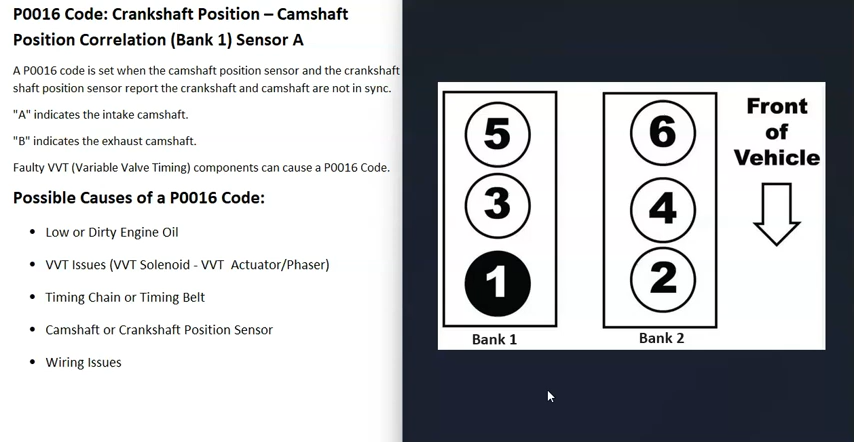 P0016 Code: Crankshaft Position – Camshaft
Position Correlation (Bank 1) Sensor A
A P0016 code is set when the camshaft position sensor and the crankshaft
shaft position sensor report the crankshaft and camshaft are not in sync.
"A" indicates the intake camshaft.
"B" indicates the exhaust camshaft.
Faulty VVT (Variable Valve Timing) components can cause a P0016 Code.
Possible Causes of a P0016 Code:
• Low or Dirty Engine Oil
• VVT Issues (VVT Solenoid - VVT Actuator/Phaser)
• Timing Chain or Timing Belt
• Camshaft or Crankshaft Position Sensor
• Wiring Issues
5
3
1
Bank 1
6
4
2
Bank 2
Front
of
Vehicle